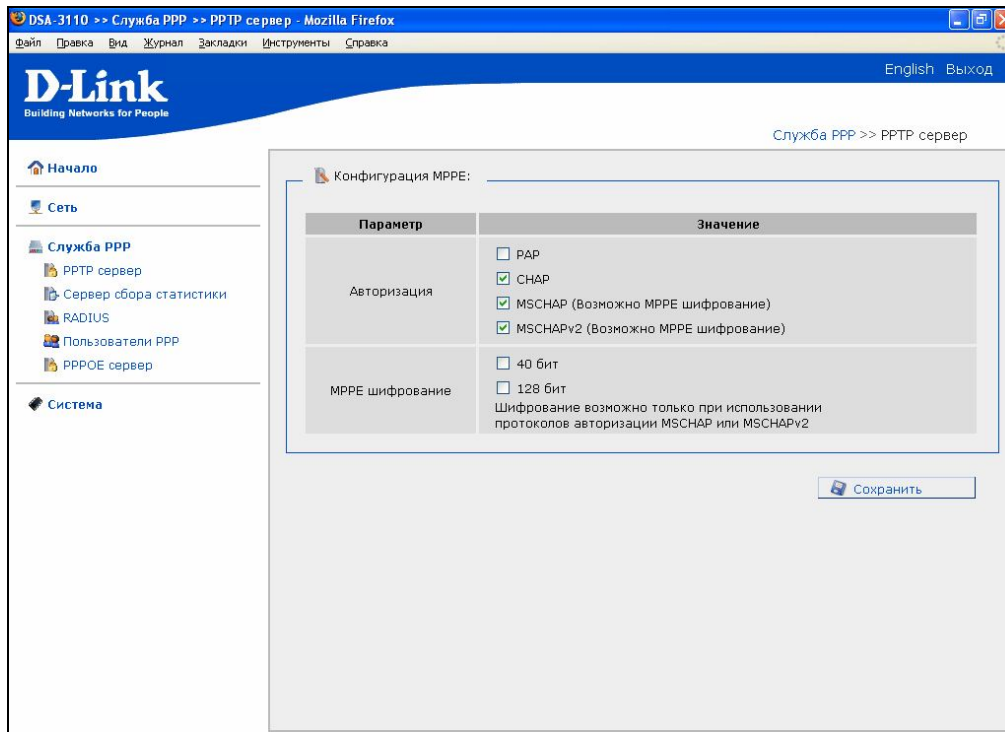 DSA-3110 >> Служба PPP >> PPTP сервер - Mozilla Firefox
Файл Правка Вид Журнал Закладки Инструменты Справка
English Выход
D-Link
Building Networks for People
Служба PPP >> PPTP сервер
Начало
Сеть
Служба PPP
PPTP сервер
Сервер сбора статистики
RADIUS
Пользователи PPP
PPPOE сервер
Система
Конфигурация MPPE:
Параметр Значение
Авторизация
PAP
CHAP
MSCHAP (Возможно MPPE шифрование)
MSCHAPv2 (Возможно MPPE шифрование)
MPPE шифрование
40 бит
128 бит
Шифрование возможно только при использовании
протоколов авторизации MSCHAP или MSCHAPv2
Сохранить